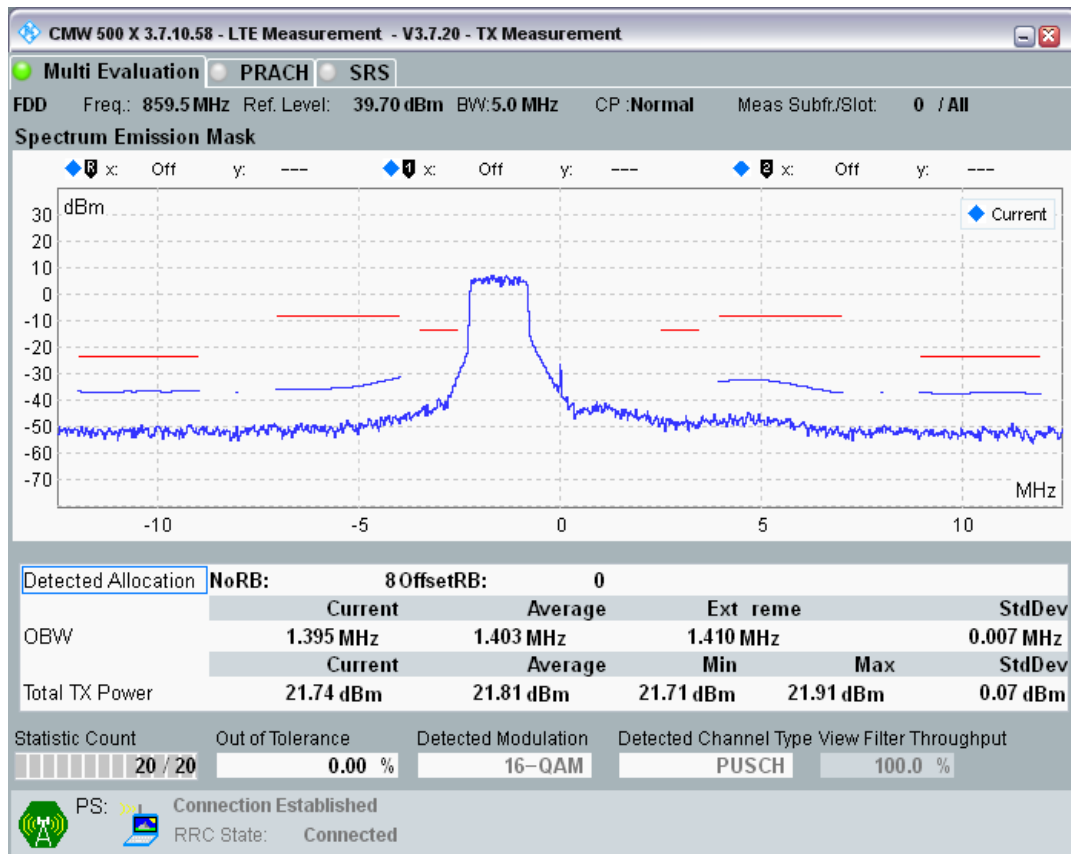 CMW 500 X 3.7.10.58 - LTE Measurement - V3.7.20 - TX Measurement
Multi Evaluation PRACH SRS
FDD Freq.: 859.5 MHz Ref. Level: 39.70 dBm BW:5.0 MHz CP :Normal Meas Subfr./Slot: 0 / All
Spectrum Emission Mask
R x: Off y: --- 1 x: Off y: --- 2 x: Off y: ---
dBm
Current
30
20
10
0
-10
-20
-30
-40
-50
-60
-70
MHz
-10 -5 0 5 10
Detected Allocation NoRB: 8 OffsetRB: 0
Current Average Ext reme StdDev
OBW 1.395 MHz 1.403 MHz 1.410 MHz 0.007 MHz
Current Average Min Max StdDev
Total TX Power 21.74 dBm 21.81 dBm 21.71 dBm 21.91 dBm 0.07 dBm
Statistic Count Out of Tolerance Detected Modulation Detected Channel Type View Filter Throughput
20 / 20 0.00 % 16-QAM PUSCH 100.0 %
PS: Connection Established
RRC State: Connected